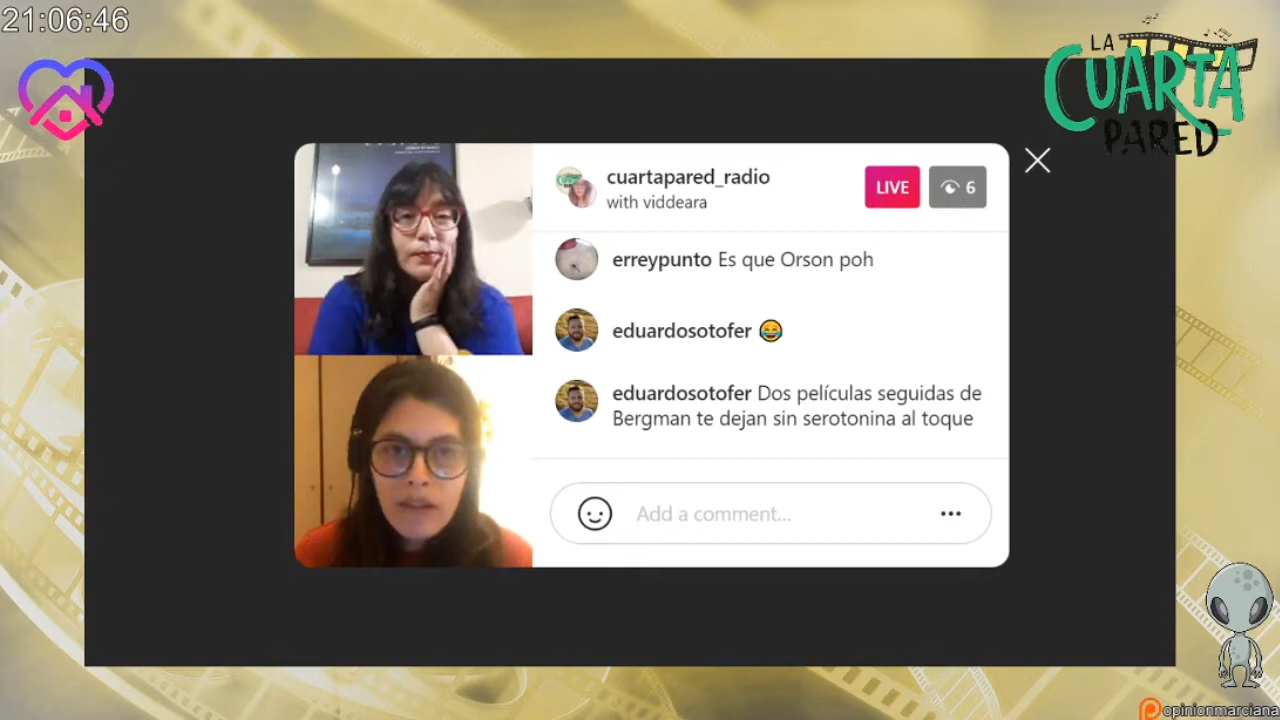 21:06:46
LA
CUARTA
PARED
cuartapared_radio
with viddeara
LIVE
6
erreypunto Es que Orson poh
eduardosotofer 😂
eduardosotofer Dos películas seguidas de
Bergman te dejan sin serotonina al toque
Add a comment...
opinionmarciana